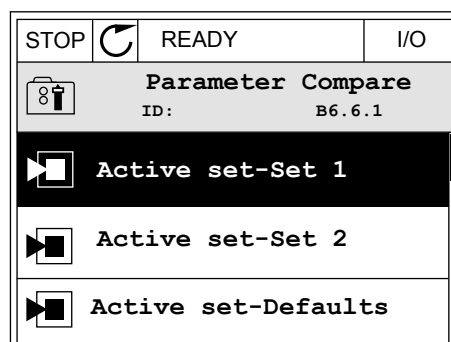 STOP READY I/O
Parameter Compare
ID: B6.6.1
Active set-Set 1
Active set-Set 2
Active set-Defaults